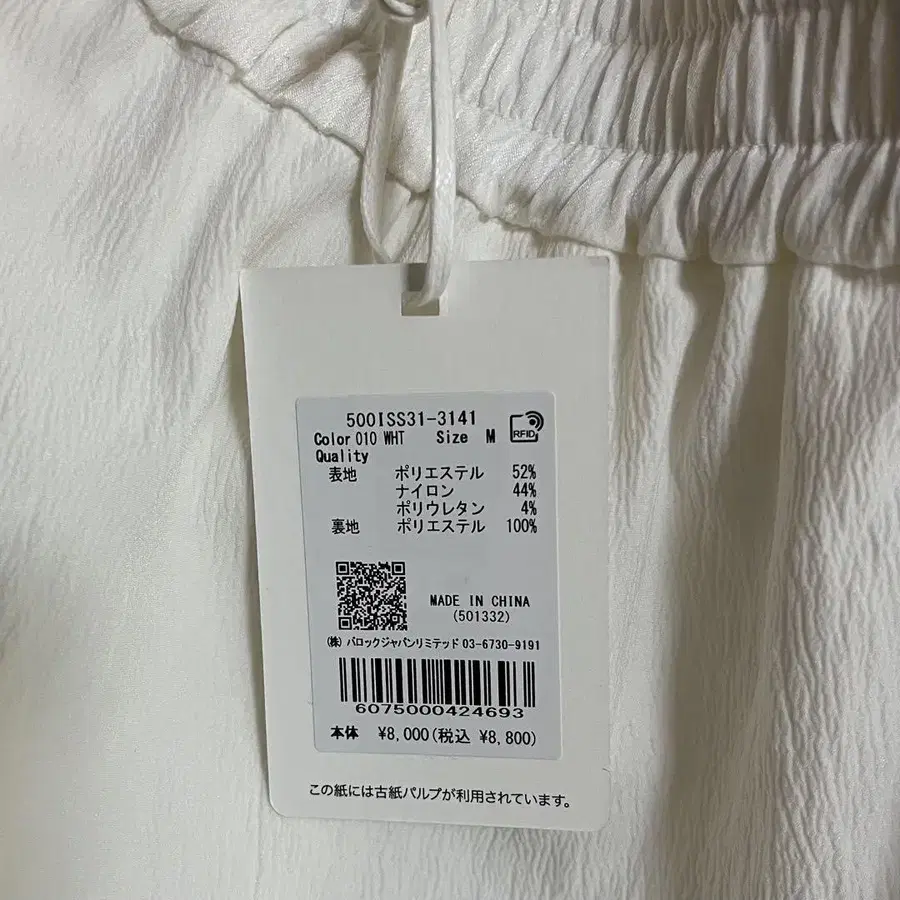 500ISS31-3141
RFID
Color 010 WHT Size M
Quality
表地 ポリエステル 52%
ナイロン 44%
ポリウレタン 4%
裏地 ポリエステル 100%
MADE IN CHINA
(501332)
(株) バロックジャパンリミテッド 03-6730-9191
6075000424693
本体 ¥8,000(税込 ¥8,800)
この紙には古紙パルプが利用されています。